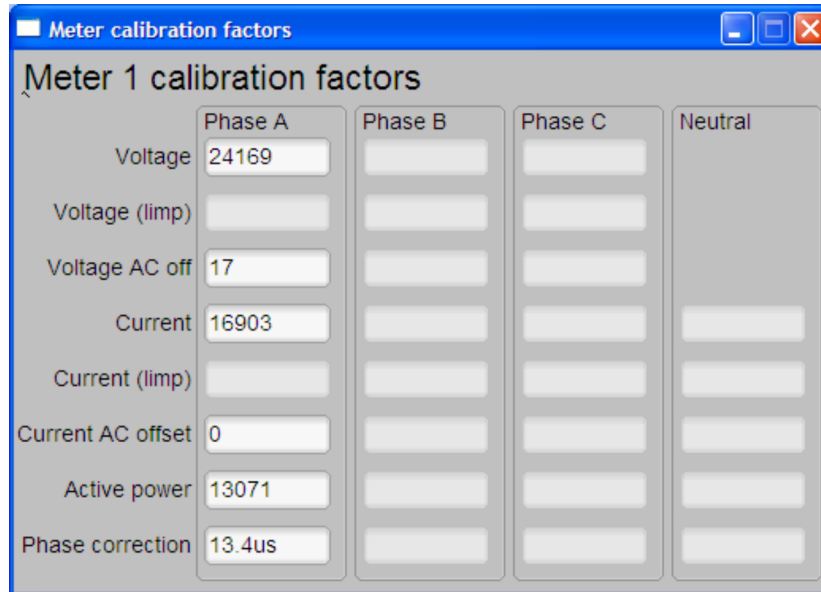 Meter calibration factors
Meter 1 calibration factors
Phase A Phase B Phase C Neutral
Voltage 24169
Voltage (limp)
Voltage AC off 17
Current 16903
Current (limp)
Current AC offset 0
Active power 13071
Phase correction 13.4us